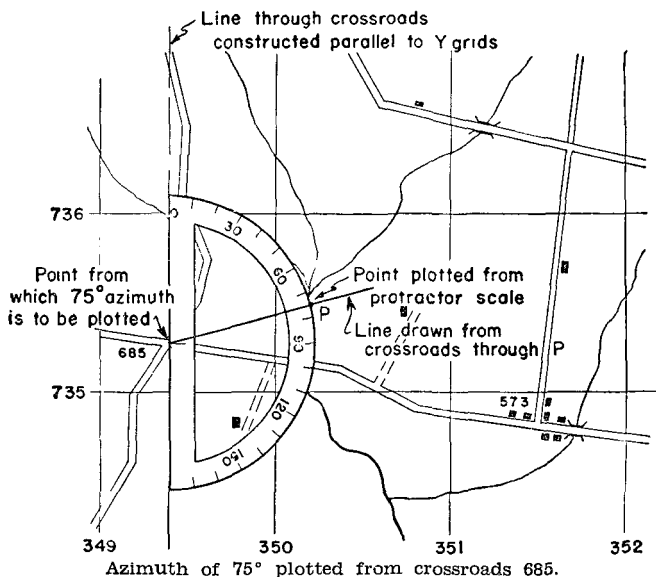 Line through crossroads
constructed parallel to Y grids
736
0
30
60
Point from
which 75° azimuth
is to be plotted
Point plotted from
protractor scale
P
Line drawn from
crossroads through P
685
90
735
120
150
573
349
350
351
352
Azimuth of 75° plotted from crossroads 685.